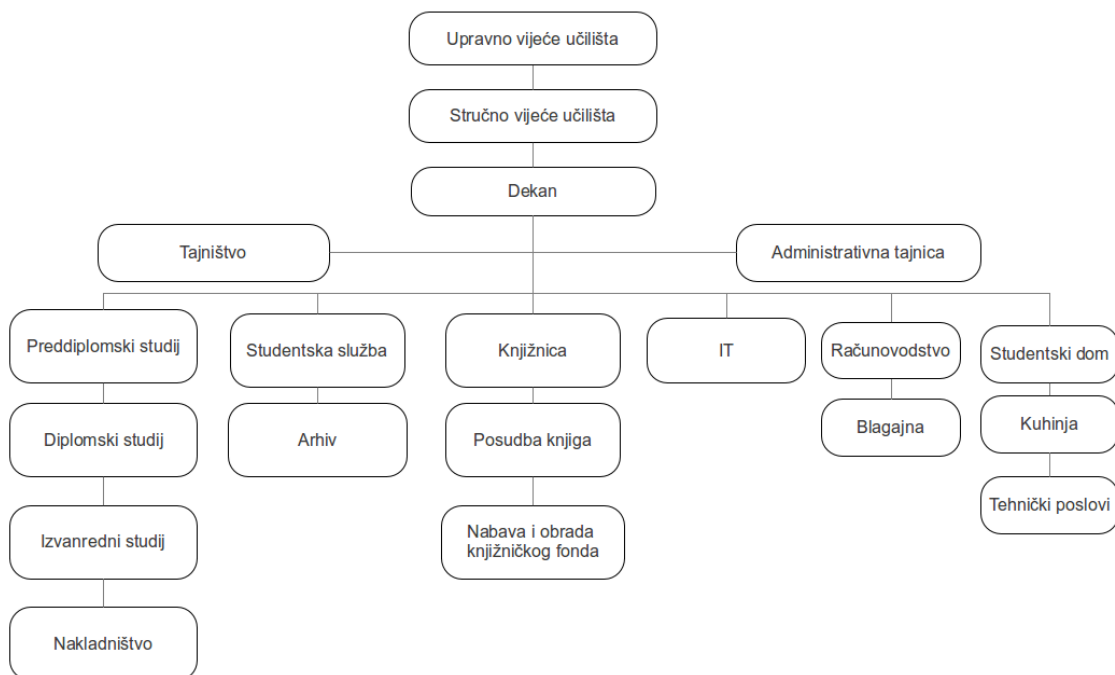 Upravno vijeće učilišta
Stručno vijeće učilišta
Dekan
Tajništvo
Administrativna tajnica
Preddiplomski studij
Studentska služba
Knjižnica
IT
Računovodstvo
Studentski dom
Diplomski studij
Arhiv
Posudba knjiga
Blagajna
Kuhinja
Izvanredni studij
Nabava i obrada
knjižničkog fonda
Tehnički poslovi
Nakladništvo